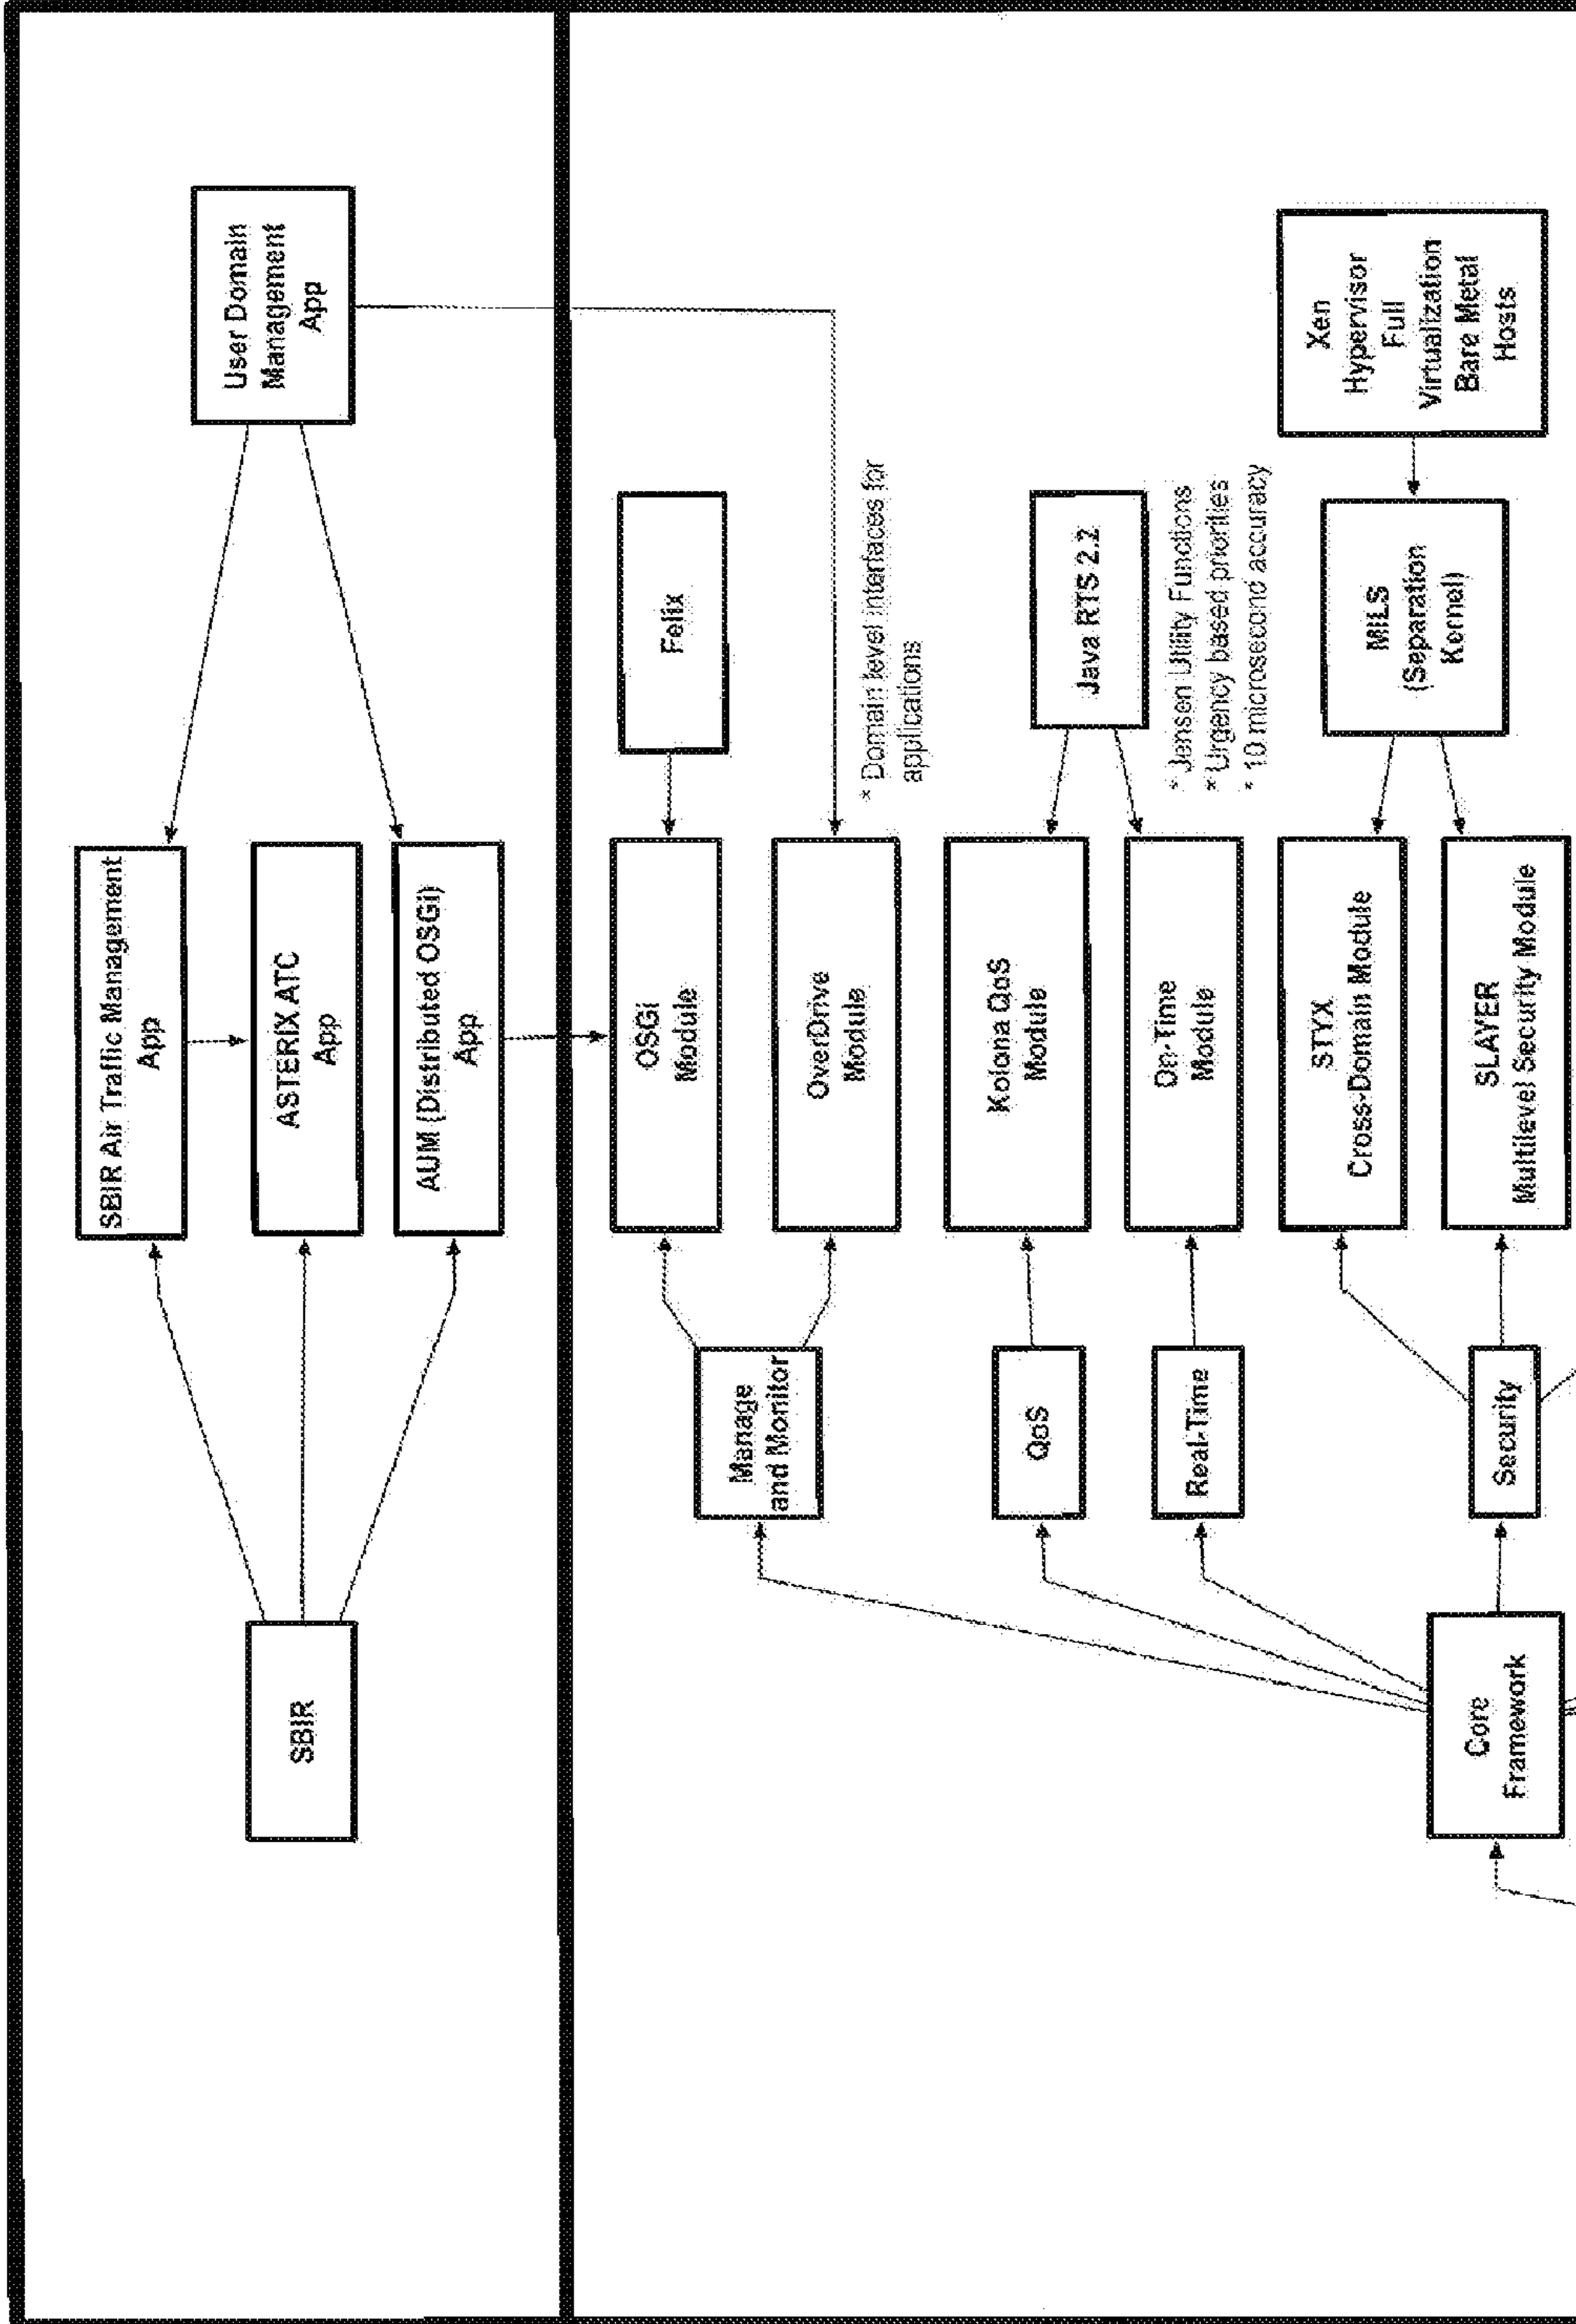 SBIR
SBIR Air Traffic Management
App
ASTERIX ATC
App
AUM (Distributed OSGi)
App
User Domain
Management
App
Manage
and Monitor
OSGi
Module
OverDrive
Module
Felix
* Domain level interfaces for
applications
QoS
Kolona QoS
Module
Real-Time
On-Time
Module
Java RTS 2.2
* Jensen Utility Functions
* Urgency based priorities
* 10 microsecond accuracy
Core
Framework
Security
STYX
Cross-Domain Module
SLAYER
Multilevel Security Module
MILS
(Separation
Kernel)
Xen
Hypervisor
Full
Virtualization
Bare Metal
Hosts